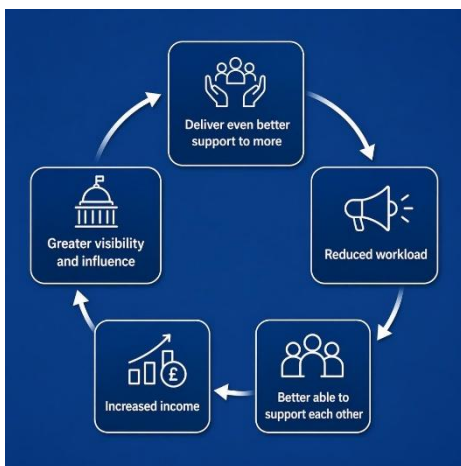 Deliver even better
support to more
Reduced workload
Better able to
support each other
£
Increased income
Greater visibility
and influence